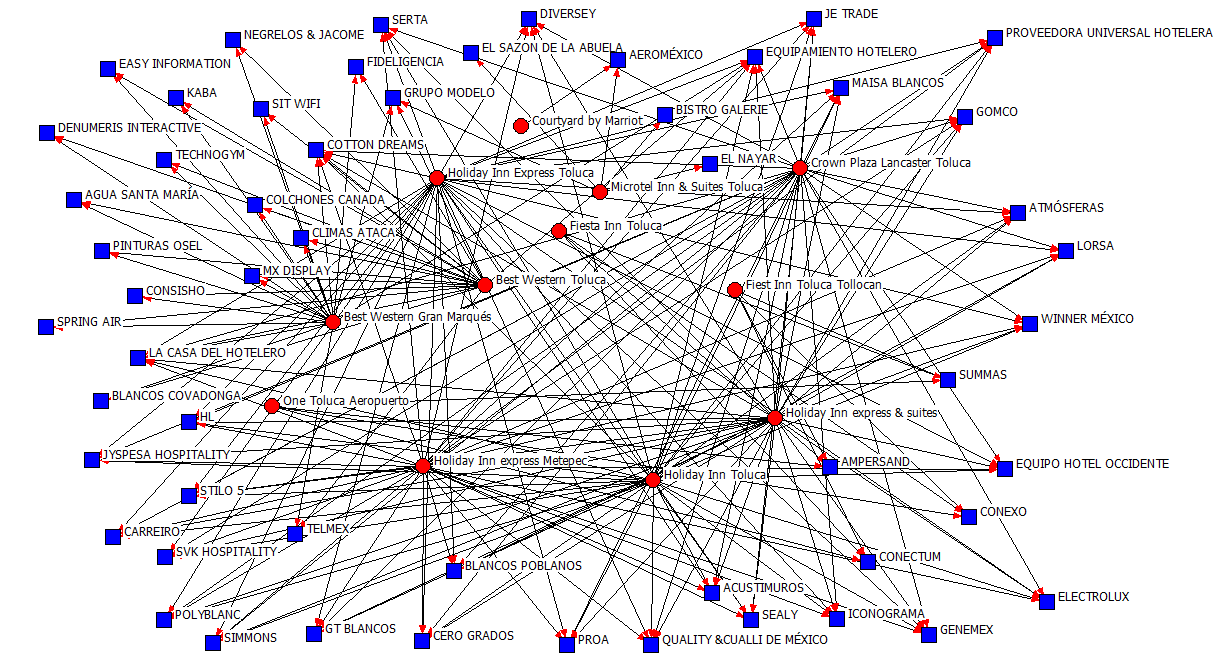 DIVERSEY
JE TRADE
SERTA
PROVEEDORA UNIVERSAL HOTELERA
NEGRELOS & JACOME
EL SAZON DE LA ABUELA
EQUIPAMIENTO HOTELERO
AEROMÉXICO
EASY INFORMATION
FIDELIGENCIA
MAISA BLANCOS
KABA
GRUPO MODELO
SIT WIFI
BISTRO GALERIE
GOMCO
Courtyard by Marriot
DENUMERIS INTERACTIVE
COTTON DREAMS
TECHNOGYM
EL NAYAR
Crown Plaza Lancaster Toluca
Holiday Inn Express Toluca
Microtel Inn & Suites Toluca
AGUA SANTA MARÍA
COLCHONES CANADA
ATMÓSFERAS
Fiesta Inn Toluca
CLIMAS ATACA
PINTURAS OSEL
LORSA
MX DISPLAY
Best Western Toluca
Fiest Inn Toluca Tollocan
CONSISHO
Best Western Gran Marqués
WINNER MÉXICO
SPRING AIR
LA CASA DEL HOTELERO
SUMMAS
BLANCOS COVADONGA
One Toluca Aeropuerto
HL
Holiday Inn express & suites
JYSPESA HOSPITALITY
Holiday Inn express Metepec
AMPERSAND
EQUIPO HOTEL OCCIDENTE
Holiday Inn Toluca
STILO 5
CONEXO
CARREIRO
TELMEX
SVK HOSPITALITY
CONECTUM
BLANCOS POBLANOS
ACUSTIMUROS
ELECTROLUX
POLYBLANC
SEALY
ICONOGRAMA
GT BLANCOS
GENEMEX
SIMMONS
CERO GRADOS
PROA
QUALITY &CUALLI DE MÉXICO